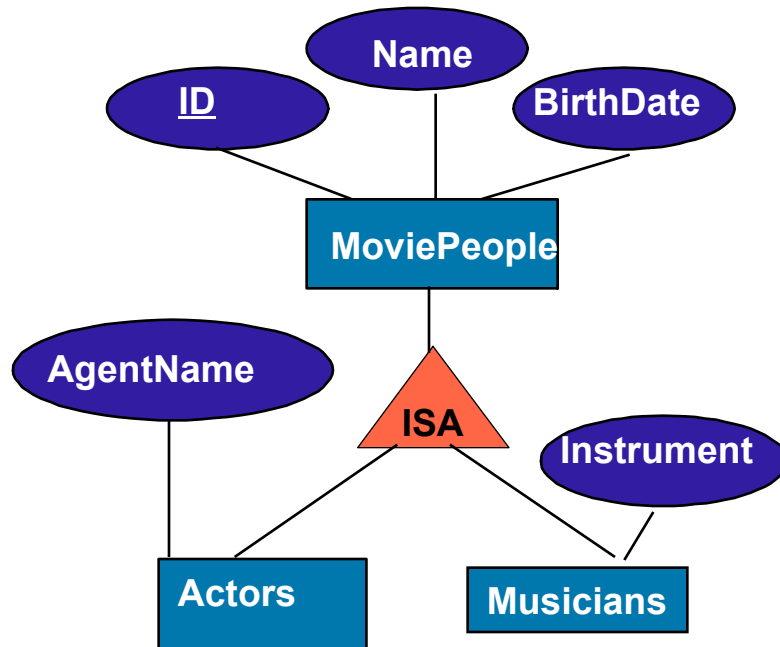 Name
ID
BirthDate
MoviePeople
AgentName
ISA
Instrument
Actors
Musicians